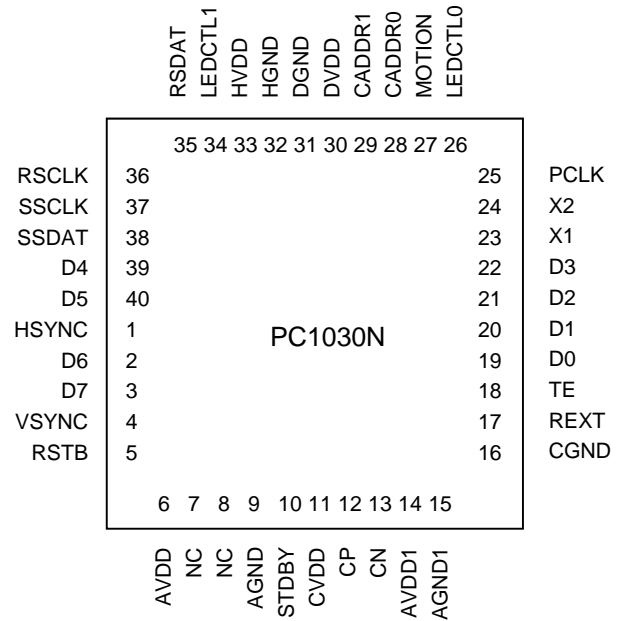 RSDAT LEDCTL1 HVDD HGND DGND DVDD CADDR1 CADDR0 MOTION LEDCTL0
35 34 33 32 31 30 29 28 27 26
RSCLK 36 25 PCLK
SSCLK 37 24 X2
SSDAT 38 23 X1
D4 39 22 D3
D5 40 21 D2
HSYNC 1 PC1030N 20 D1
D6 2 19 D0
D7 3 18 TE
VSYNC 4 17 REXT
RSTB 5 16 CGND
6 7 8 9 10 11 12 13 14 15
AVDD NC NC AGND STDBY CVDD CP CN AVDD1 AGND1